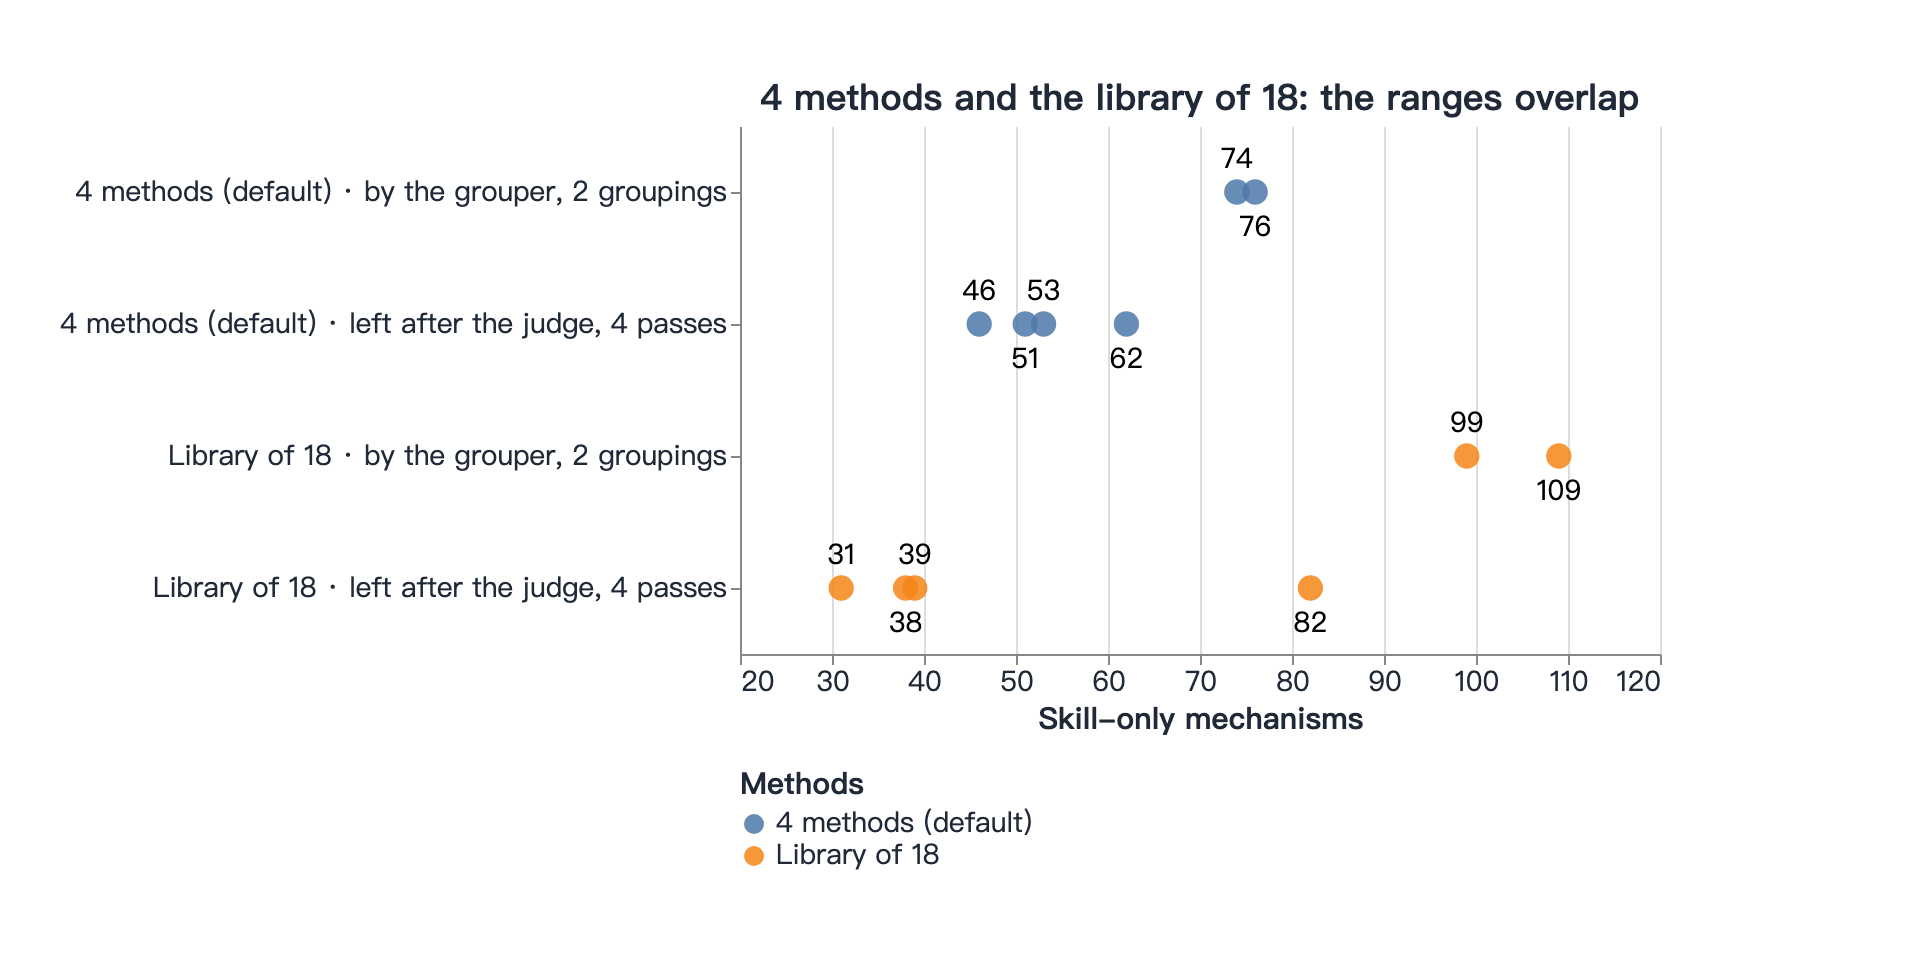 4 methods and the library of 18: the ranges overlap
4 methods (default) · by the grouper, 2 groupings
74
76
4 methods (default) · left after the judge, 4 passes
46
53
51
62
Library of 18 · by the grouper, 2 groupings
99
109
Library of 18 · left after the judge, 4 passes
31
39
38
82
20 30 40 50 60 70 80 90 100 110 120
Skill-only mechanisms
Methods
4 methods (default)
Library of 18